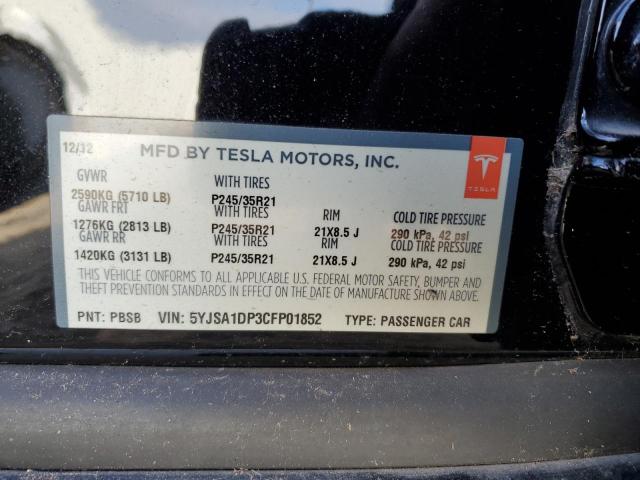 12/12 MFD BY TESLA MOTORS, INC.
GVWR WITH TIRES
2590KG (5710 LB) P245/35R21
GAWR FRT WITH TIRES RIM COLD TIRE PRESSURE
1276KG (2813 LB) P245/35R21 21X8.5 J 290 kPa, 42 psi
GAWR RR WITH TIRES RIM COLD TIRE PRESSURE
1420KG (3131 LB) P245/35R21 21X8.5 J 290 kPa, 42 psi
THIS VEHICLE CONFORMS TO ALL APPLICABLE U.S. FEDERAL MOTOR SAFETY, BUMPER AND
THEFT PREVENTION STANDARDS IN EFFECT ON THE DATE OF MANUFACTURE SHOWN ABOVE.
PNT: PBSB VIN: 5YJSA1DP3CFP01852 TYPE: PASSENGER CAR
TESLA